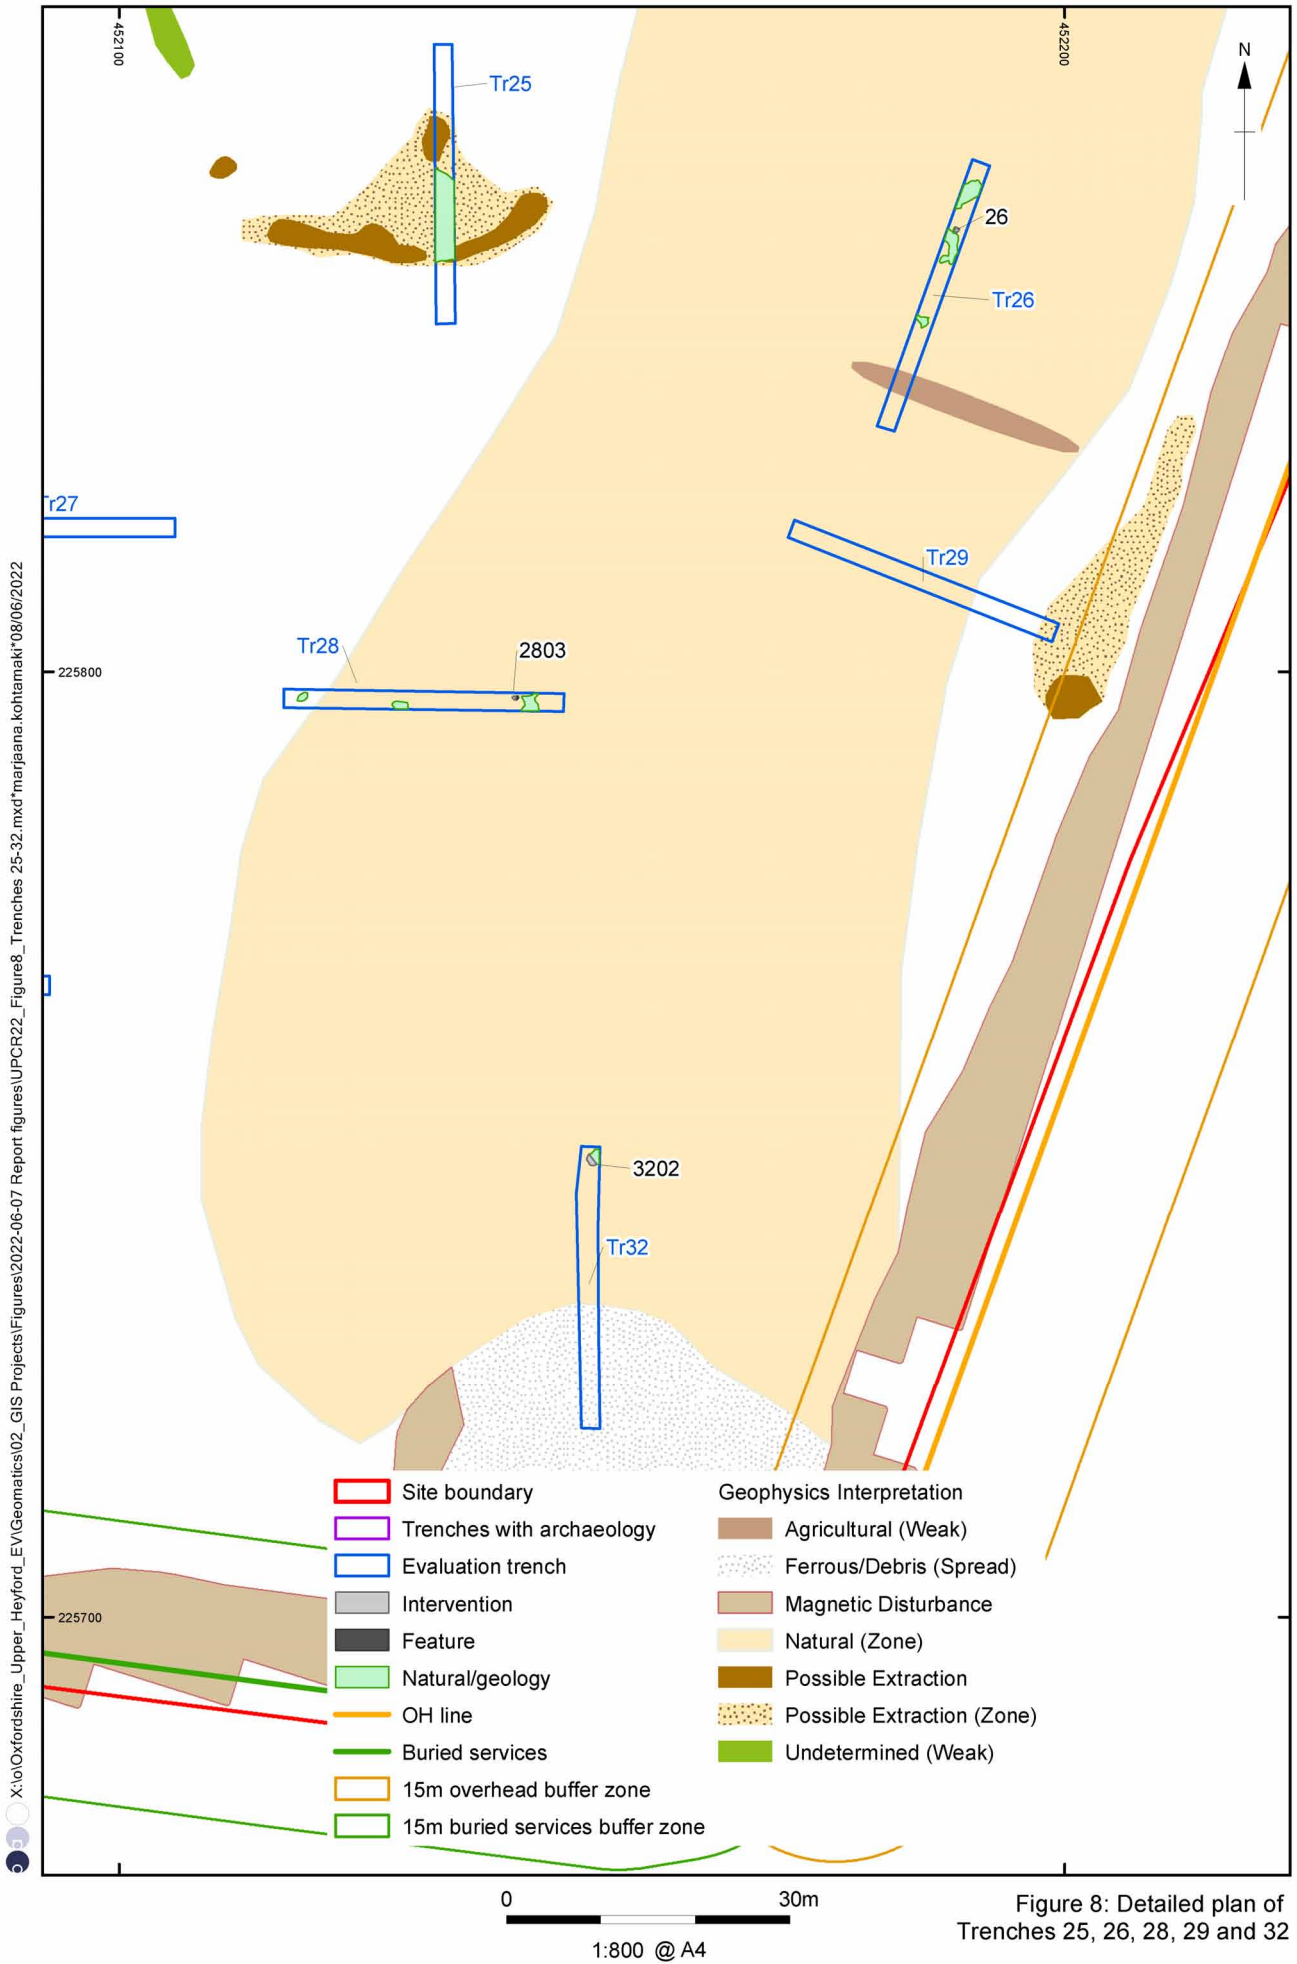 452100
452200
N
Tr25
26
Tr26
Tr27
Tr29
Tr28
2803
225800
3202
Tr32
Site boundary
Trenches with archaeology
Evaluation trench
Intervention
Feature
Natural/geology
OH line
Buried services
15m overhead buffer zone
15m buried services buffer zone
Geophysics Interpretation
Agricultural (Weak)
Ferrous/Debris (Spread)
Magnetic Disturbance
Natural (Zone)
Possible Extraction
Possible Extraction (Zone)
Undetermined (Weak)
225700
0 30m
1:800 @ A4
Figure 8: Detailed plan of
Trenches 25, 26, 28, 29 and 32
X:\o\Oxfordshire_Upper_Heyford_EV\Geomatics\02_GIS Projects\Figures\2022-06-07 Report figures\UPCR22_Figure8_Trenches 25-32.mxd*marjaana.kohtamaki*08/06/2022